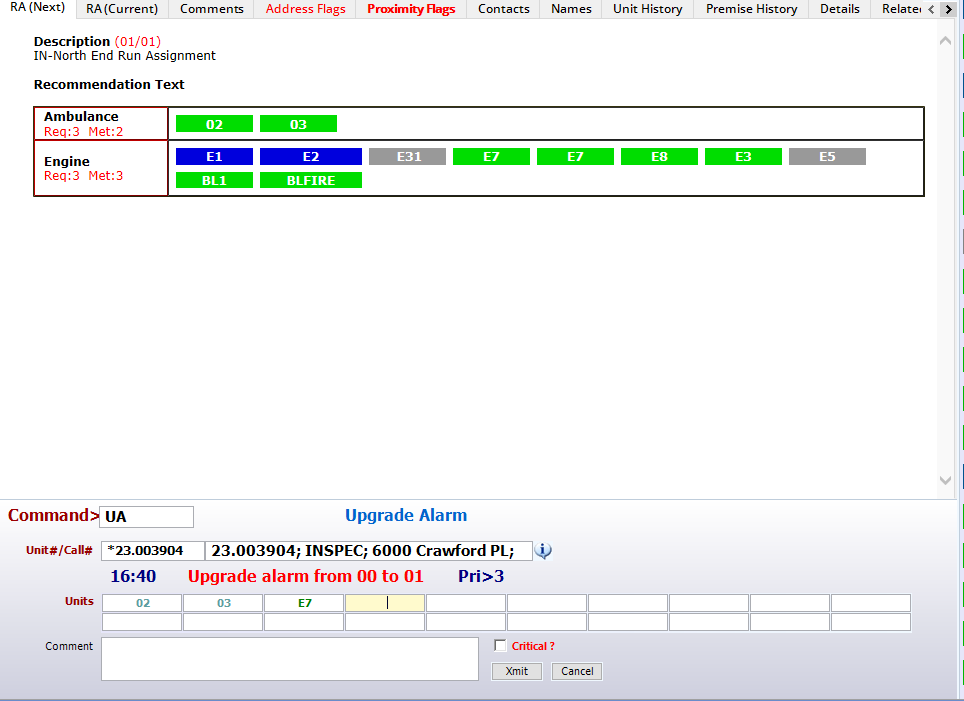 RA (Next) RA (Current) Comments Address Flags Proximity Flags Contacts Names Unit History Premise History Details Relate
Description (01/01)
IN-North End Run Assignment
Recommendation Text
Ambulance
Req:3 Met:2
02 03
Engine
Req:3 Met:3
E1 E2 E31 E7 E7 E8 E3 E5
BL1 BLFIRE
Command> UA Upgrade Alarm
Unit#/Call# *23.003904 23.003904; INSPEC; 6000 Crawford PL;
16:40 Upgrade alarm from 00 to 01 Pri>3
Units 02 03 E7
Comment Critical ?
Xmit Cancel